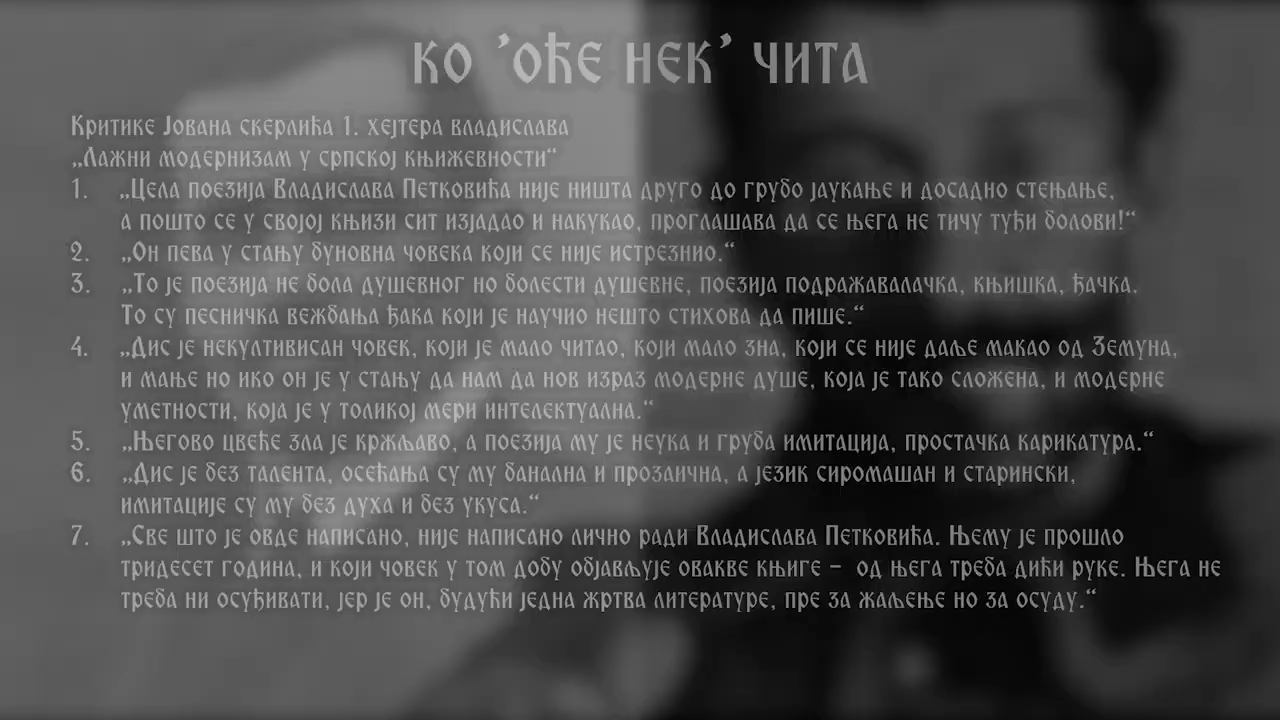 ко ’оће нек’ чита
Критике Јована скерлића 1. хејтера владислава
„Лажни модернизам у српској књижевности“
1. „Цела поезија Владислава Петковића није ништа друго до грубо јаукање и досадно стењање,
а пошто се у својој књизи сит изјадао и накукао, проглашава да се њега не тичу туђи болови!“
2. „Он пева у стању буновна човека који се није истрезнио.“
3. „То је поезија не бола душевног но болести душевне, поезија подражавалачка, књишка, ђачка.
То су песничка вежбања ђака који је научио нешто стихова да пише.“
4. „Дис је некултивисан човек, који је мало читао, који мало зна, који се није даље макао од Земуна,
и мање но ико он је у стању да нам да нов израз модерне душе, која је тако сложена, и модерне
уметности, која је у толикој мери интелектуална.“
5. „Његово цвеће зла је кржљаво, а поезија му је неука и груба имитација, простачка карикатура.“
6. „Дис је без талента, осећања су му банална и прозаична, а језик сиромашан и старински,
имитације су му без духа и без укуса.“
7. „Све што је овде написано, није написано лично ради Владислава Петковића. Њему је прошло
тридесет година, и који човек у том добу објављује овакве књиге – од њега треба дићи руке. Њега не
треба ни осуђивати, јер је он, будући једна жртва литературе, пре за жаљење но за осуду.“